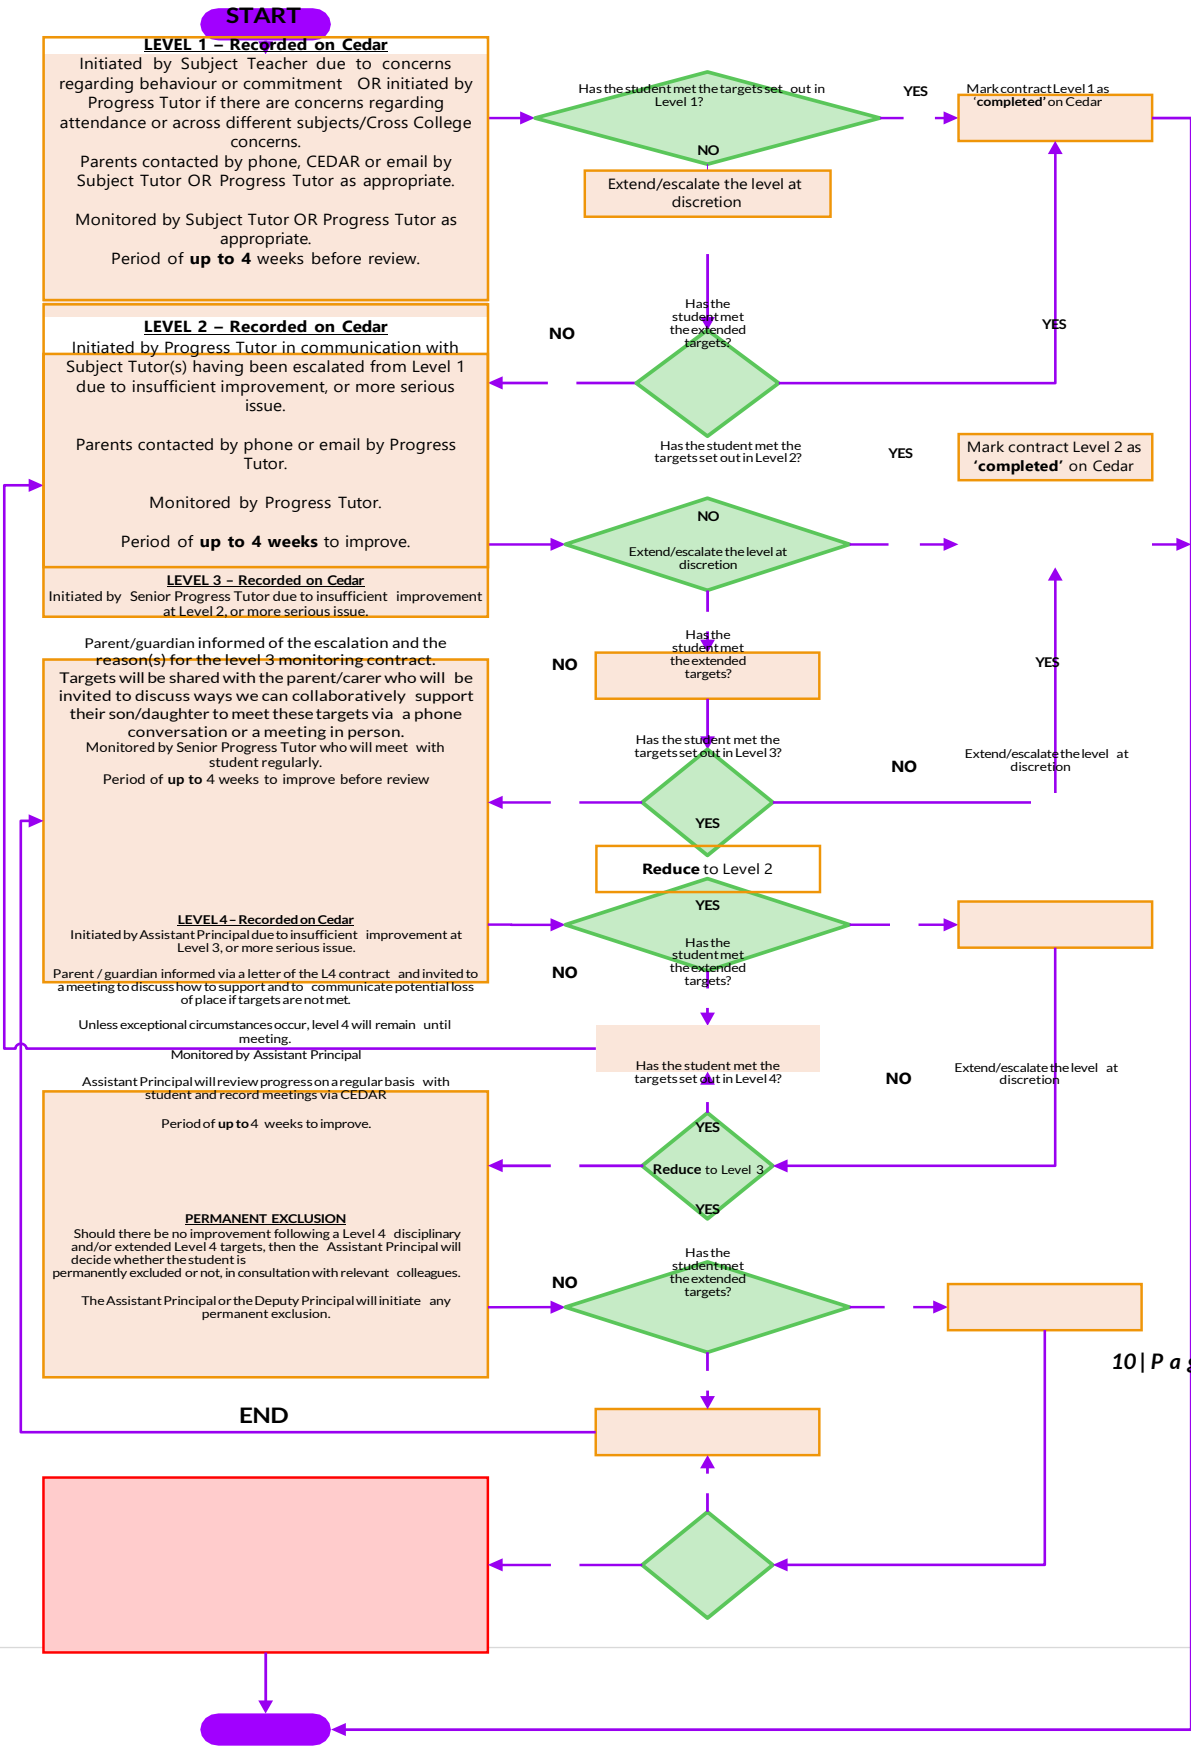 START
LEVEL 1 – Recorded on Cedar
Initiated by Subject Teacher due to concerns
regarding behaviour or commitment OR initiated by
Progress Tutor if there are concerns regarding
attendance or across different subjects/Cross College
concerns.
Parents contacted by phone, CEDAR or email by
Subject Tutor OR Progress Tutor as appropriate.
Monitored by Subject Tutor OR Progress Tutor as
appropriate.
Period of up to 4 weeks before review.
Has the student met the targets set out in
Level 1?
YES
Mark contract Level 1 as
‘completed’ on Cedar
NO
Extend/escalate the level at
discretion
Has the
student met
the extended
targets?
NO
YES
LEVEL 2 – Recorded on Cedar
Initiated by Progress Tutor in communication with
Subject Tutor(s) having been escalated from Level 1
due to insufficient improvement, or more serious
issue.
Parents contacted by phone or email by Progress
Tutor.
Monitored by Progress Tutor.
Period of up to 4 weeks to improve.
Has the student met the
targets set out in Level 2?
YES
Mark contract Level 2 as
‘completed’ on Cedar
NO
Extend/escalate the level at
discretion
LEVEL 3 – Recorded on Cedar
Initiated by Senior Progress Tutor due to insufficient improvement
at Level 2, or more serious issue.
Parent/guardian informed of the escalation and the
reason(s) for the level 3 monitoring contract.
Targets will be shared with the parent/carer who will be
invited to discuss ways we can collaboratively support
their son/daughter to meet these targets via a phone
conversation or a meeting in person.
Monitored by Senior Progress Tutor who will meet with
student regularly.
Period of up to 4 weeks to improve before review
Has the
student met
the extended
targets?
NO
YES
Has the student met the
targets set out in Level 3?
NO
Extend/escalate the level at
discretion
YES
Reduce to Level 2
YES
Has the
student met
the extended
targets?
NO
LEVEL 4 – Recorded on Cedar
Initiated by Assistant Principal due to insufficient improvement at
Level 3, or more serious issue.
Parent / guardian informed via a letter of the L4 contract and invited to
a meeting to discuss how to support and to communicate potential loss
of place if targets are not met.
Unless exceptional circumstances occur, level 4 will remain until
meeting.
Monitored by Assistant Principal
Assistant Principal will review progress on a regular basis with
student and record meetings via CEDAR
Period of up to 4 weeks to improve.
Has the student met the
targets set out in Level 4?
NO
Extend/escalate the level at
discretion
YES
Reduce to Level 3
YES
Has the
student met
the extended
targets?
NO
PERMANENT EXCLUSION
Should there be no improvement following a Level 4 disciplinary
and/or extended Level 4 targets, then the Assistant Principal will
decide whether the student is
permanently excluded or not, in consultation with relevant colleagues.
The Assistant Principal or the Deputy Principal will initiate any
permanent exclusion.
10 | P a g
END